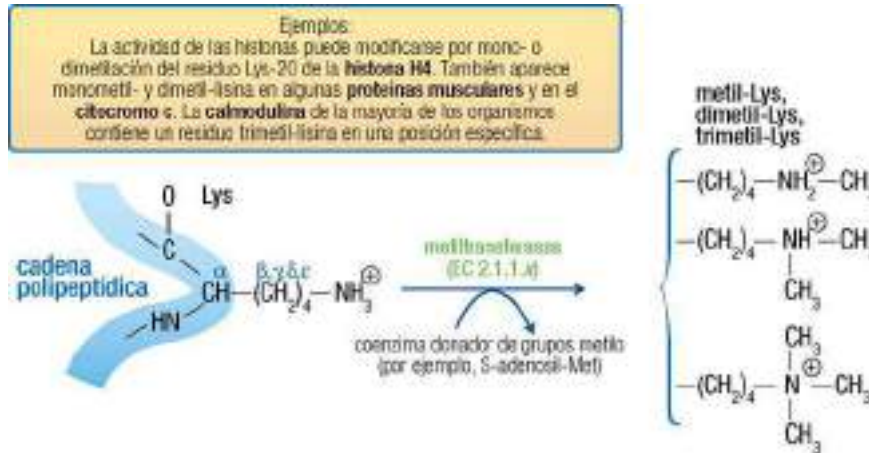 Ejemplos:
La actividad de las histonas puede modificarse por mono- o
dimetilación del residuo Lys-20 de la histona H4. También aparece
monometil- y dimetil-lisina en algunas proteínas musculares y en el
citocromo c. La calmodulina de la mayoría de los organismos
contiene un residuo trimetil-lisina en una posición específica.
metil-Lys,
dimetil-Lys,
trimetil-Lys
O Lys
C
cadena
polipeptídica
α β, γ, δ, ε
CH—(CH₂)₄—NH₃⊕
HN
metiltransferasas
(EC 2.1.1.x)
coenzima donador de grupos metilo
(por ejemplo, S-adenosil-Met)
—(CH₂)₄—NH₂⊕—CH₃
—(CH₂)₄—NH⊕—CH₃
CH₃
CH₃
—(CH₂)₄—N⊕—CH₃
CH₃